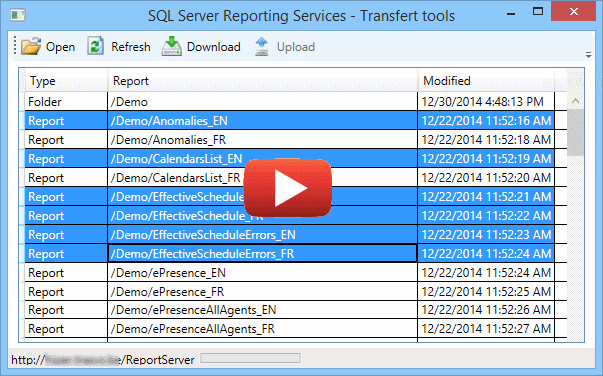 SQL Server Reporting Services - Transfert tools
Open Refresh Download Upload
Type Report Modified
Folder /Demo 12/30/2014 4:48:13 PM
Report /Demo/Anomalies_EN 12/22/2014 11:52:16 AM
Report /Demo/Anomalies_FR 12/22/2014 11:52:18 AM
Report /Demo/CalendarsList_EN 12/22/2014 11:52:19 AM
Report /Demo/CalendarsList_FR 12/22/2014 11:52:20 AM
Report /Demo/EffectiveSchedule 12/22/2014 11:52:21 AM
Report /Demo/EffectiveSchedule_FR 12/22/2014 11:52:22 AM
Report /Demo/EffectiveScheduleErrors_EN 12/22/2014 11:52:23 AM
Report /Demo/EffectiveScheduleErrors_FR 12/22/2014 11:52:24 AM
Report /Demo/ePresence_EN 12/22/2014 11:52:24 AM
Report /Demo/ePresence_FR 12/22/2014 11:52:25 AM
Report /Demo/ePresenceAllAgents_EN 12/22/2014 11:52:26 AM
Report /Demo/ePresenceAllAgents_FR 12/22/2014 11:52:27 AM
http:// /ReportServer